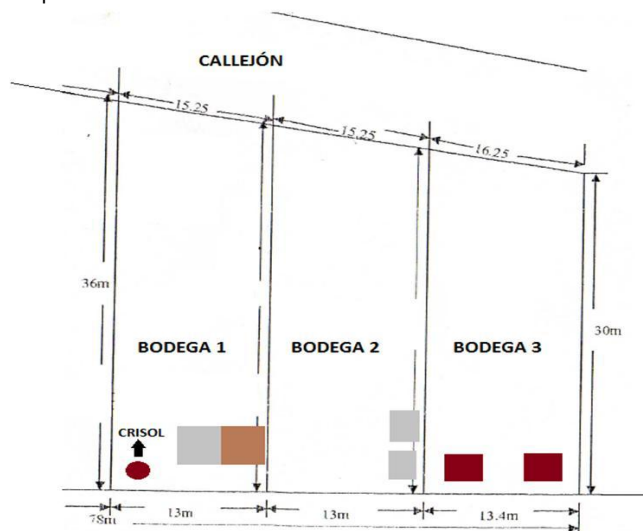 CALLEJÓN
15.25
15.25
16.25
36m
30m
BODEGA 1
BODEGA 2
BODEGA 3
CRISOL
78m
13m
13m
13.4m